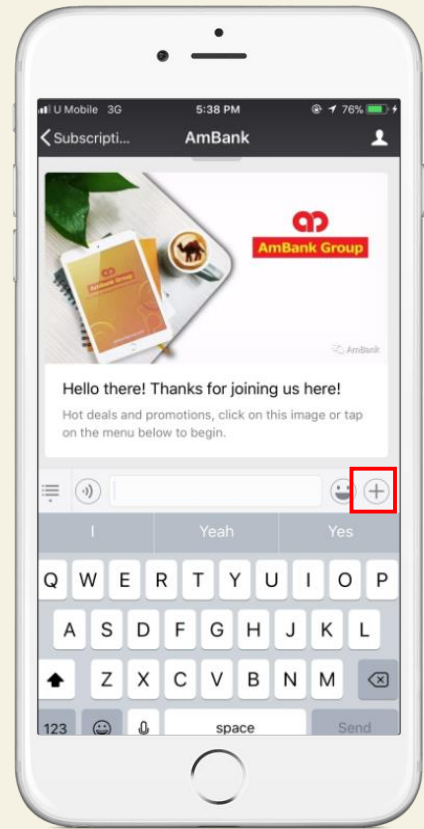 U Mobile 3G 5:38 PM 76%
Subscripti... AmBank
AmBank Group
AmBank Group
AmBank
Hello there! Thanks for joining us here!
Hot deals and promotions, click on this image or tap
on the menu below to begin.
I Yeah Yes
Q W E R T Y U I O P
A S D F G H J K L
Z X C V B N M
123 space Send